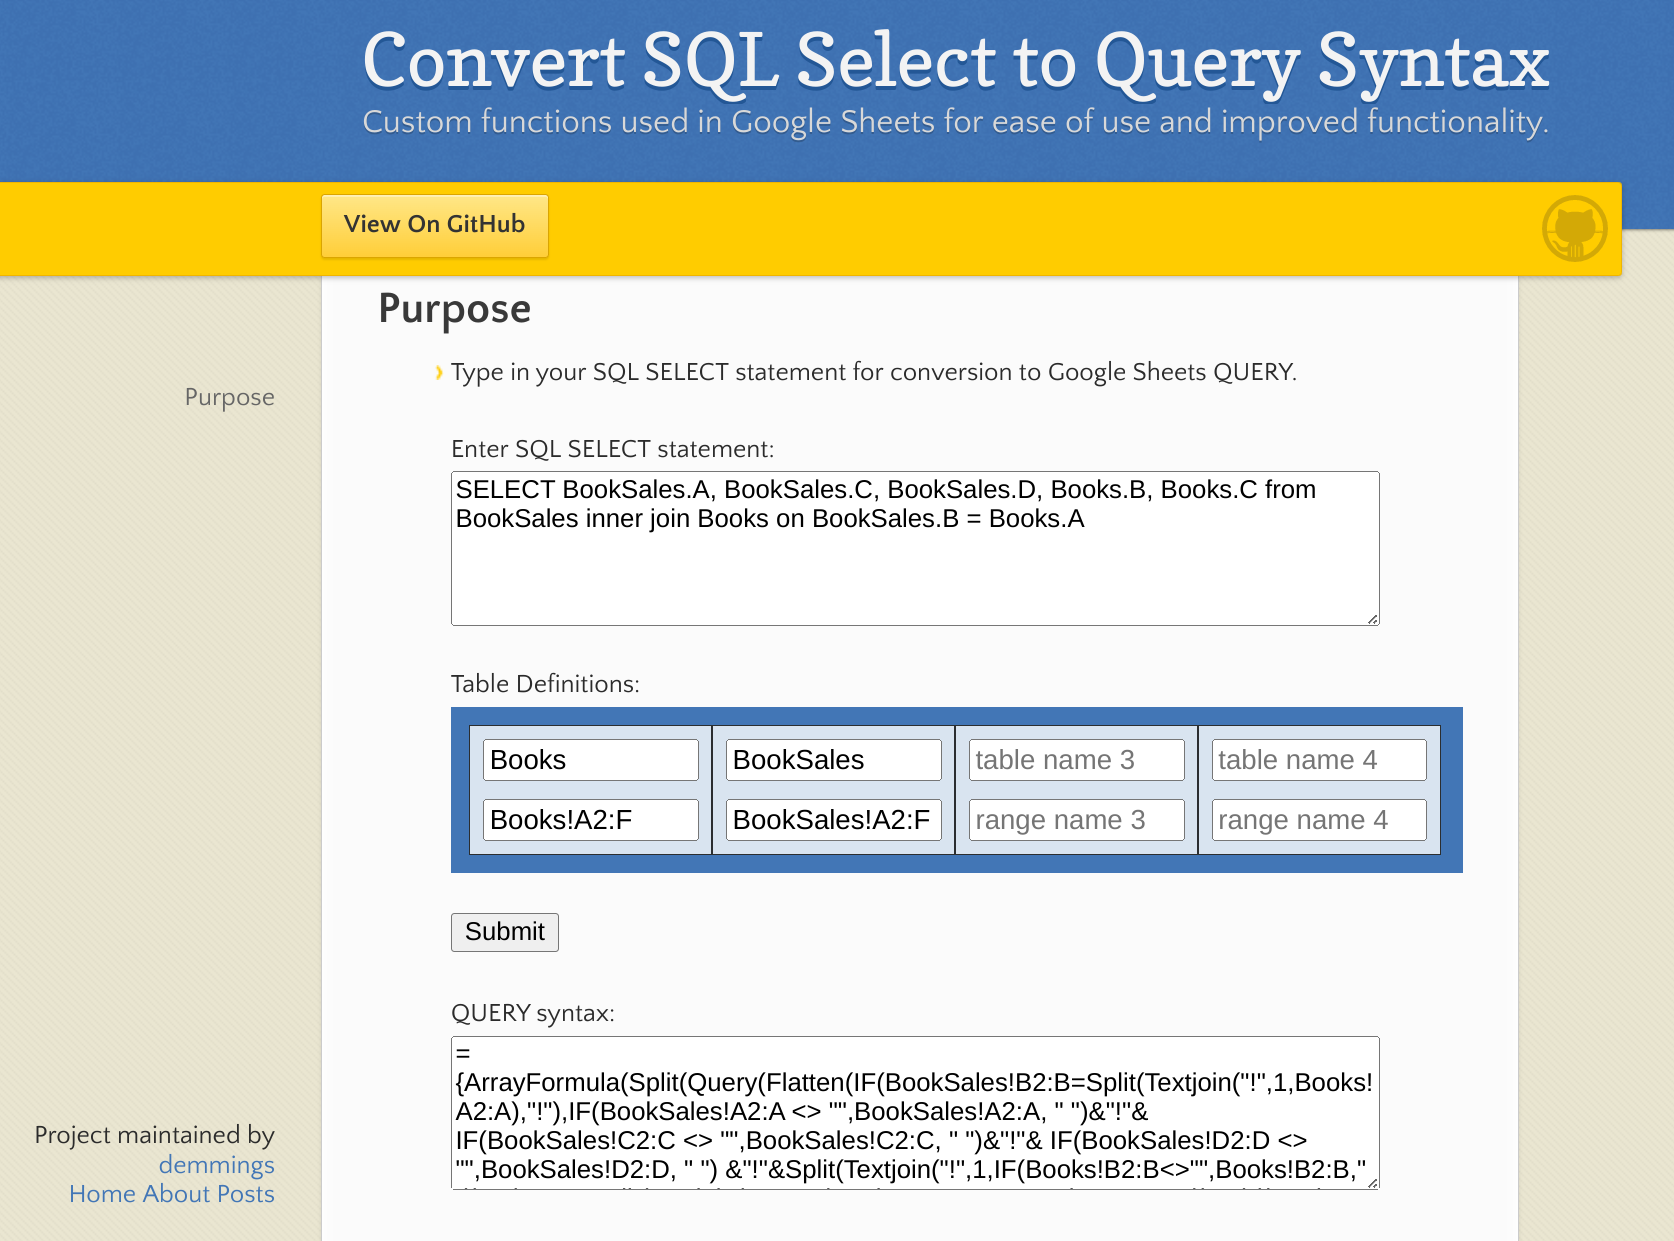 Convert SQL Select to Query Syntax
Custom functions used in Google Sheets for ease of use and improved functionality.
View On GitHub
Purpose
Type in your SQL SELECT statement for conversion to Google Sheets QUERY.
Purpose
Enter SQL SELECT statement:
SELECT BookSales.A, BookSales.C, BookSales.D, Books.B, Books.C from
BookSales inner join Books on BookSales.B = Books.A
Table Definitions:
Books BookSales table name 3 table name 4
Books!A2:F BookSales!A2:F range name 3 range name 4
Submit
QUERY syntax:
=
{ArrayFormula(Split(Query(Flatten(IF(BookSales!B2:B=Split(Textjoin("!",1,Books!
A2:A),"!"),IF(BookSales!A2:A <> "",BookSales!A2:A, " ")&"!"&
IF(BookSales!C2:C <> "",BookSales!C2:C, " ")&"!"& IF(BookSales!D2:D <>
"",BookSales!D2:D, " ") &"!"&Split(Textjoin("!",1,IF(Books!B2:B<>"",Books!B2:B,"
Project maintained by
demmings
Home About Posts